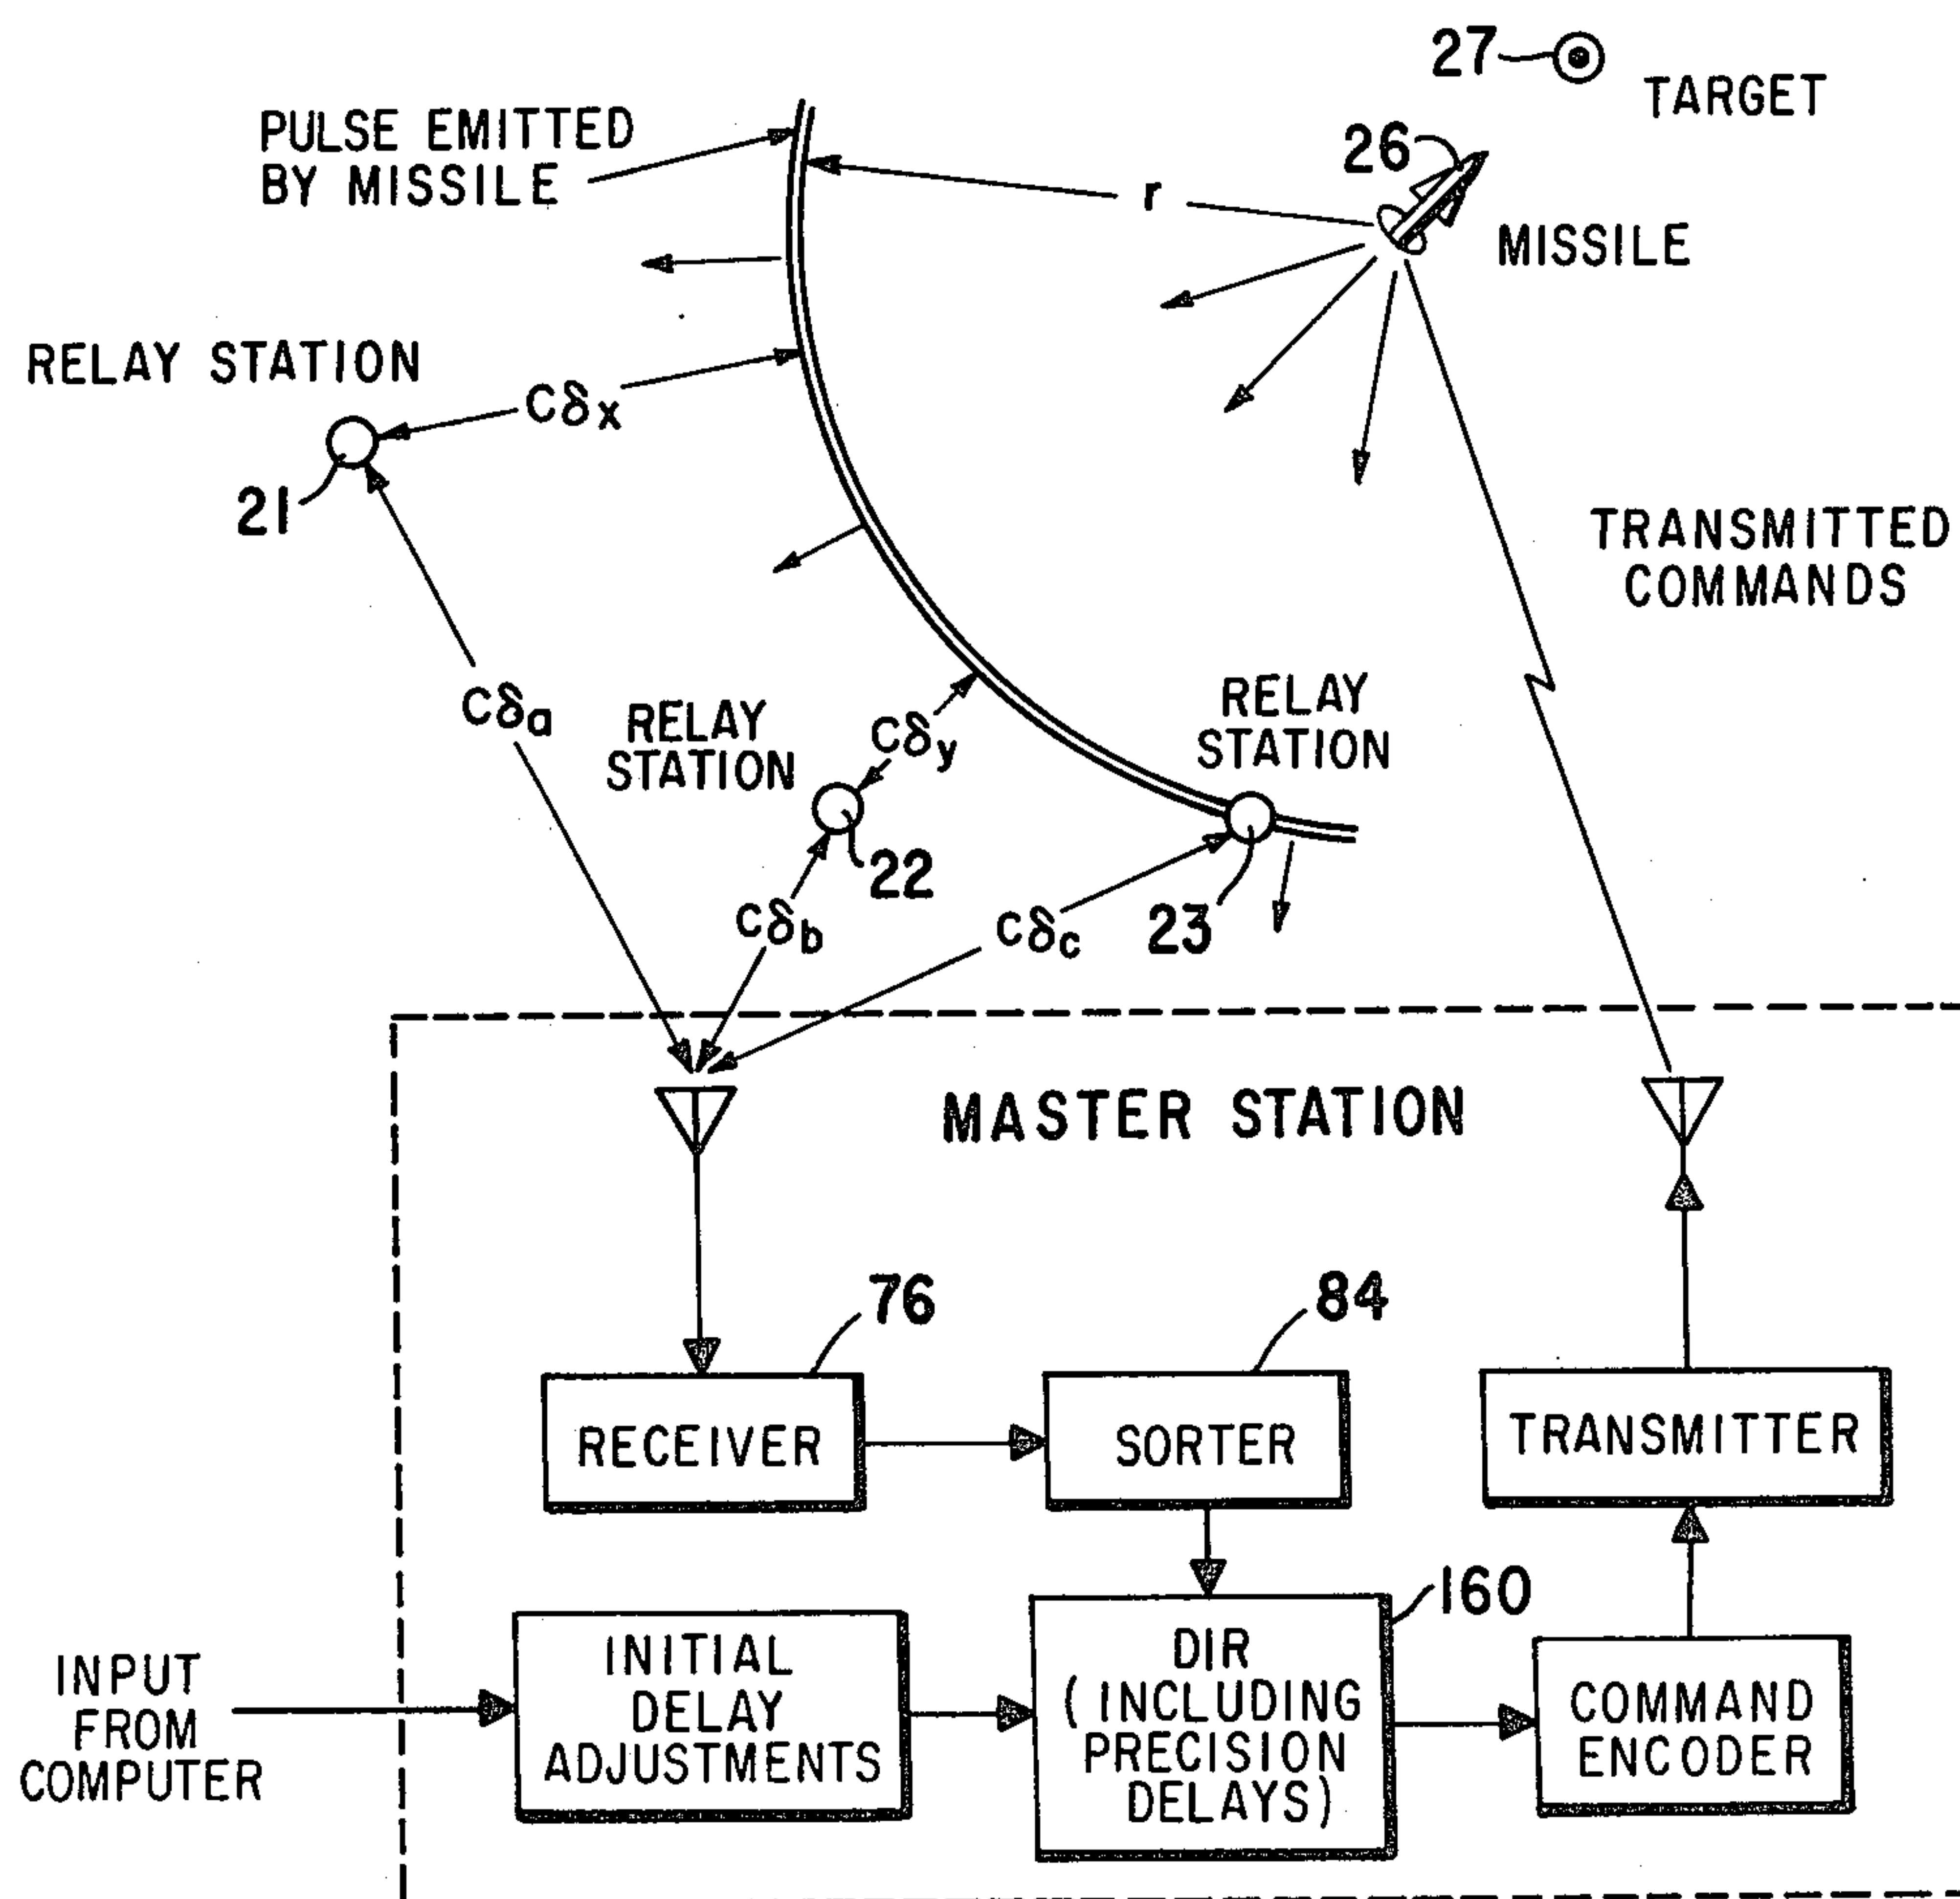 27
TARGET
PULSE EMITTED
BY MISSILE
26
r
MISSILE
RELAY STATION
Cδx
21
TRANSMITTED
COMMANDS
Cδa
RELAY
STATION
Cδy
RELAY
STATION
22
Cδb
Cδc
23
MASTER STATION
76
84
RECEIVER
SORTER
TRANSMITTER
160
INPUT
FROM
COMPUTER
INITIAL
DELAY
ADJUSTMENTS
DIR
(INCLUDING
PRECISION
DELAYS)
COMMAND
ENCODER